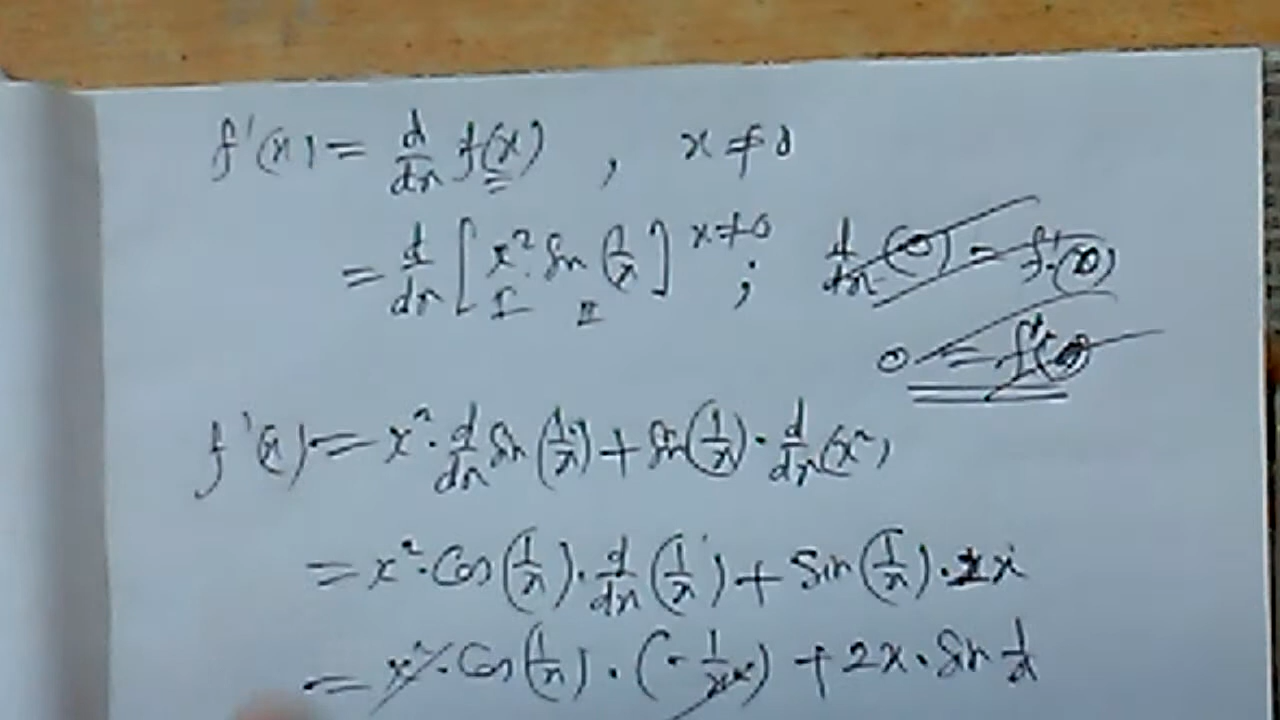 f'(x) = d/dx f(x) , x ≠ 0
= d/dx [x² sin(1/x)] x≠0 ; d/dx (0) = f'(0)
I II
0 = f'(0)
f'(x) = x² · d/dx Sin(1/x) + Sin(1/x) · d/dx (x²)
= x² · Cos(1/x) · d/dx (1/x) + Sin(1/x) · 2x
= x² · Cos(1/x) · (-1/x²) + 2x · Sin 1/x